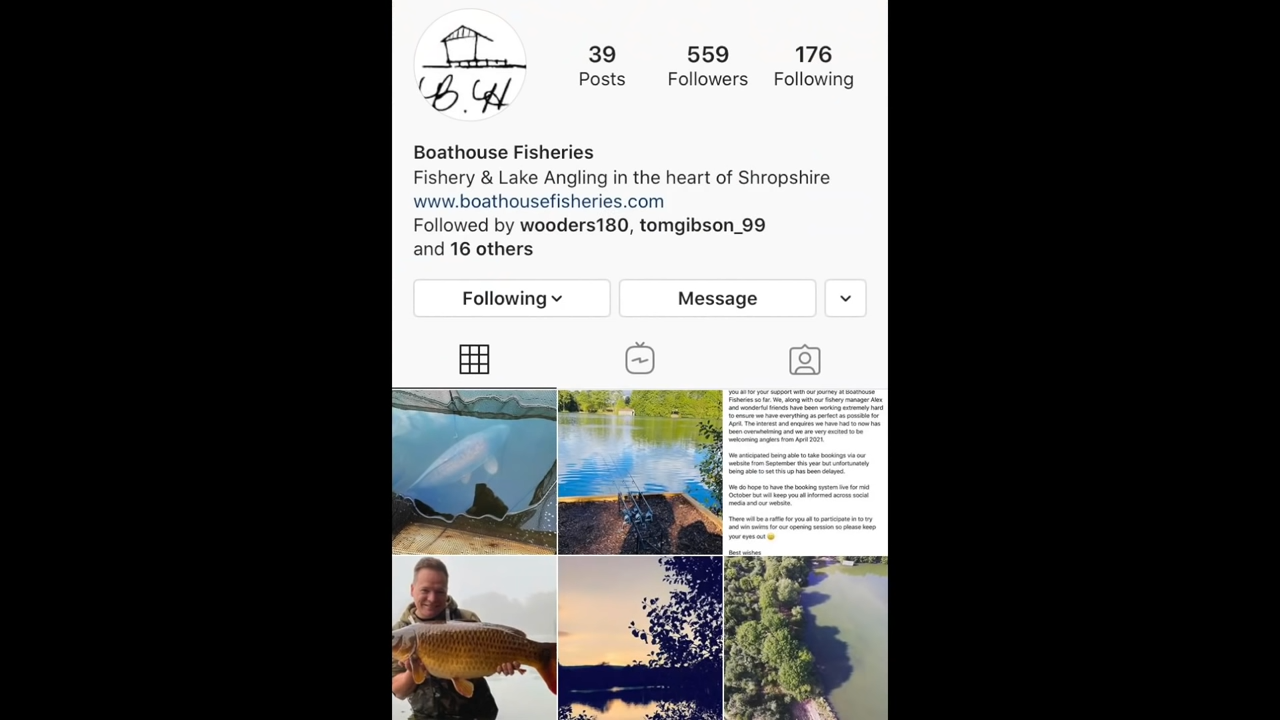 B.H
39
559
176
Posts
Followers
Following
Boathouse Fisheries
Fishery & Lake Angling in the heart of Shropshire
www.boathousefisheries.com
Followed by wooders180, tomgibson_99
and 16 others
Following
Message
you all for your support with our journey at Boathouse
Fisheries so far. We, along with our fishery manager Alex
and wonderful friends have been working extremely hard
to ensure we have everything as perfect as possible for
April. The interest and enquires we have had to now has
been overwhelming and we are very excited to be
welcoming anglers from April 2021.
We anticipated being able to take bookings via our
website from September this year but unfortunately
being able to set this up has been delayed.
We do hope to have the booking system live for mid
October but will keep you all informed across social
media and our website.
There will be a raffle for you all to participate in to try
and win swims for our opening session so please keep
your eyes out 😄
Best wishes